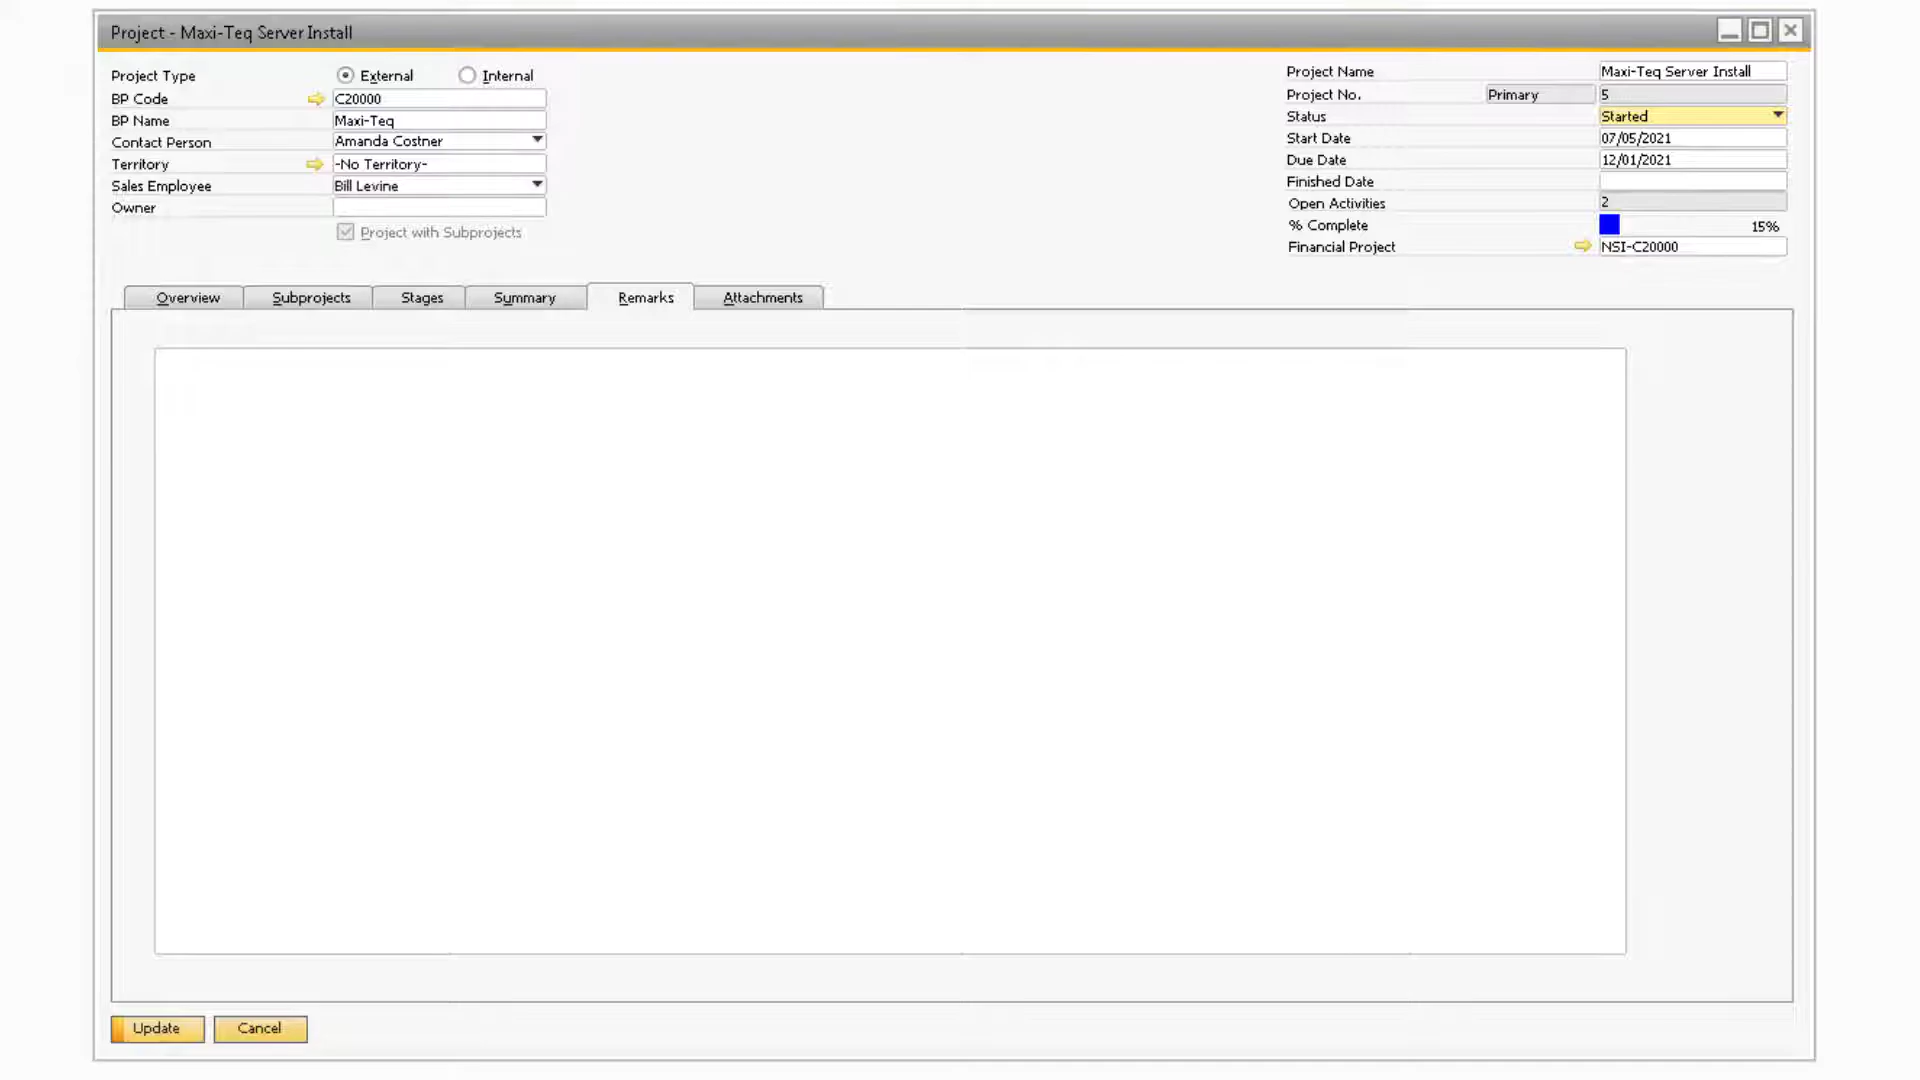 Project - Maxi-Teq Server Install
Project Type External Internal
BP Code C20000
BP Name Maxi-Teq
Contact Person Amanda Costner
Territory -No Territory-
Sales Employee Bill Levine
Owner
Project with Subprojects
Project Name Maxi-Teq Server Install
Project No. Primary 5
Status Started
Start Date 07/05/2021
Due Date 12/01/2021
Finished Date
Open Activities 2
% Complete 15%
Financial Project NSI-C20000
Overview Subprojects Stages Summary Remarks Attachments
Update Cancel